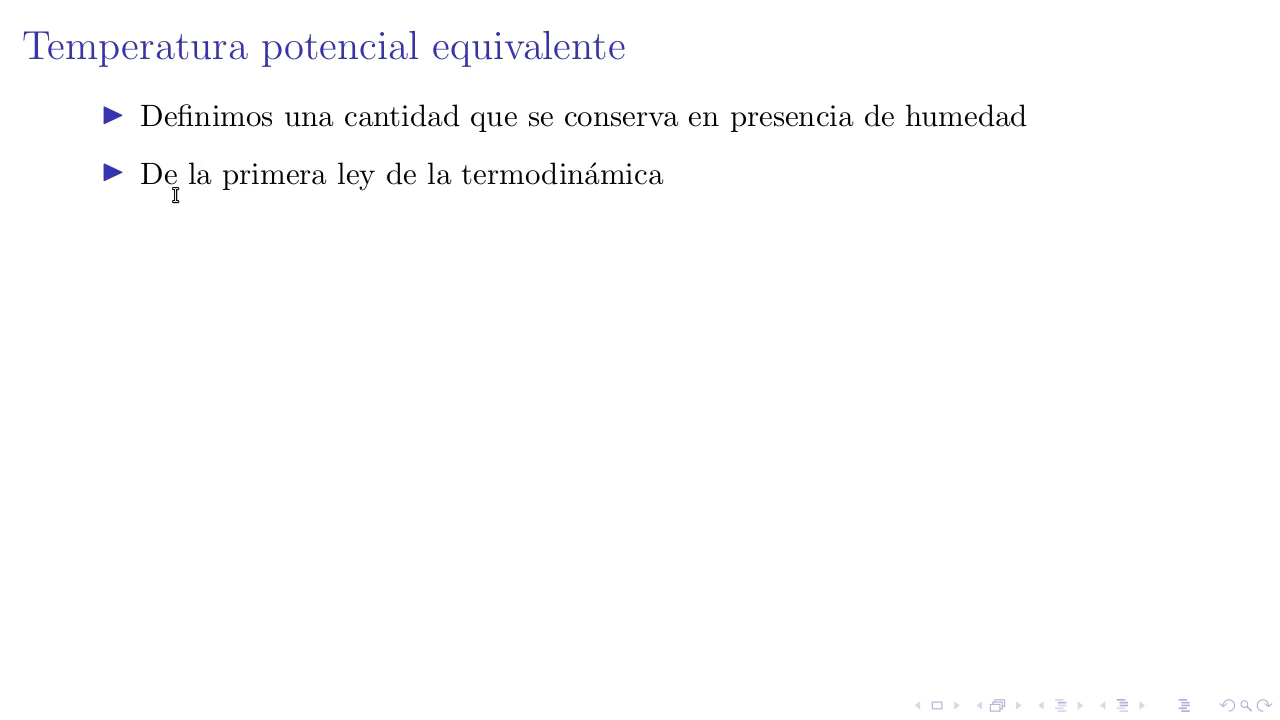 Temperatura potencial equivalente
Definimos una cantidad que se conserva en presencia de humedad
De la primera ley de la termodinámica